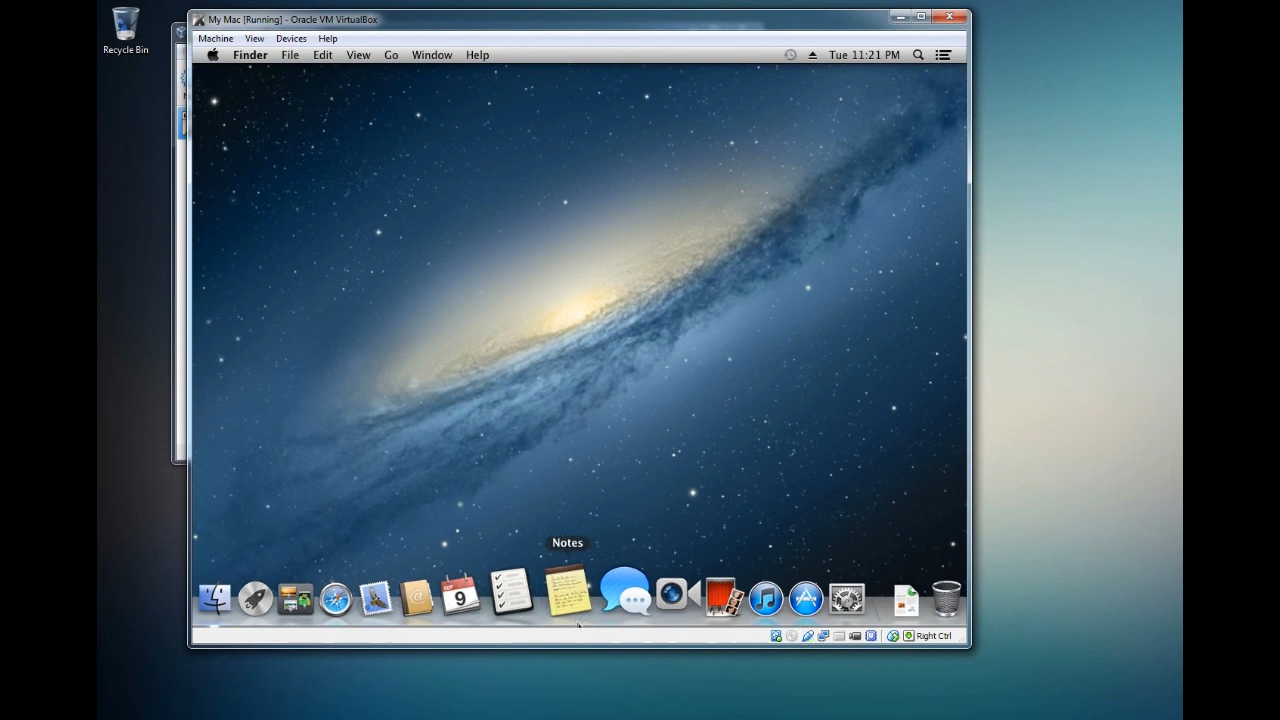 My Mac [Running] - Oracle VM VirtualBox
Recycle Bin
Machine View Devices Help
Finder File Edit View Go Window Help Tue 11:21 PM
Notes
9
Right Ctrl